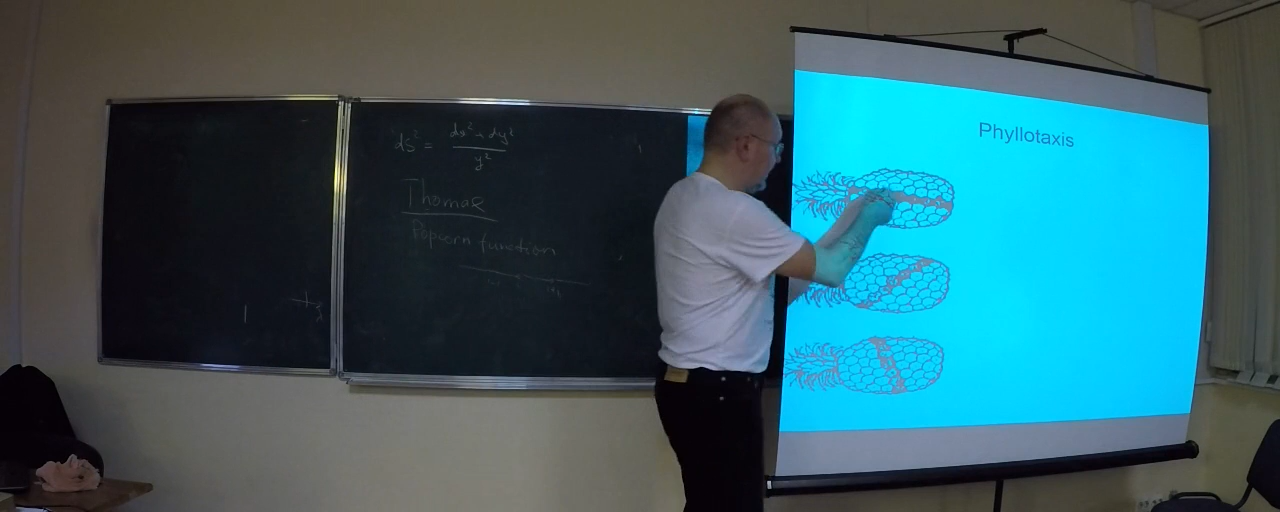 ds² = dx² + dy² / y²
Thomae
Popcorn function
Phyllotaxis